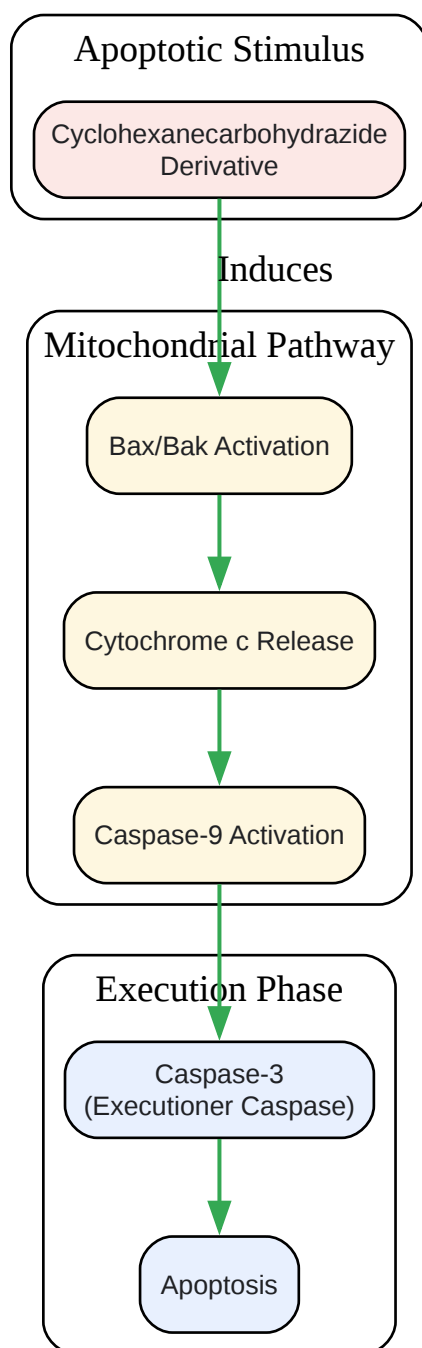 Apoptotic Stimulus
Cyclohexanecarbohydrazide
Derivative
Induces
Mitochondrial Pathway
Bax/Bak Activation
Cytochrome c Release
Caspase-9 Activation
Execution Phase
Caspase-3
(Executioner Caspase)
Apoptosis